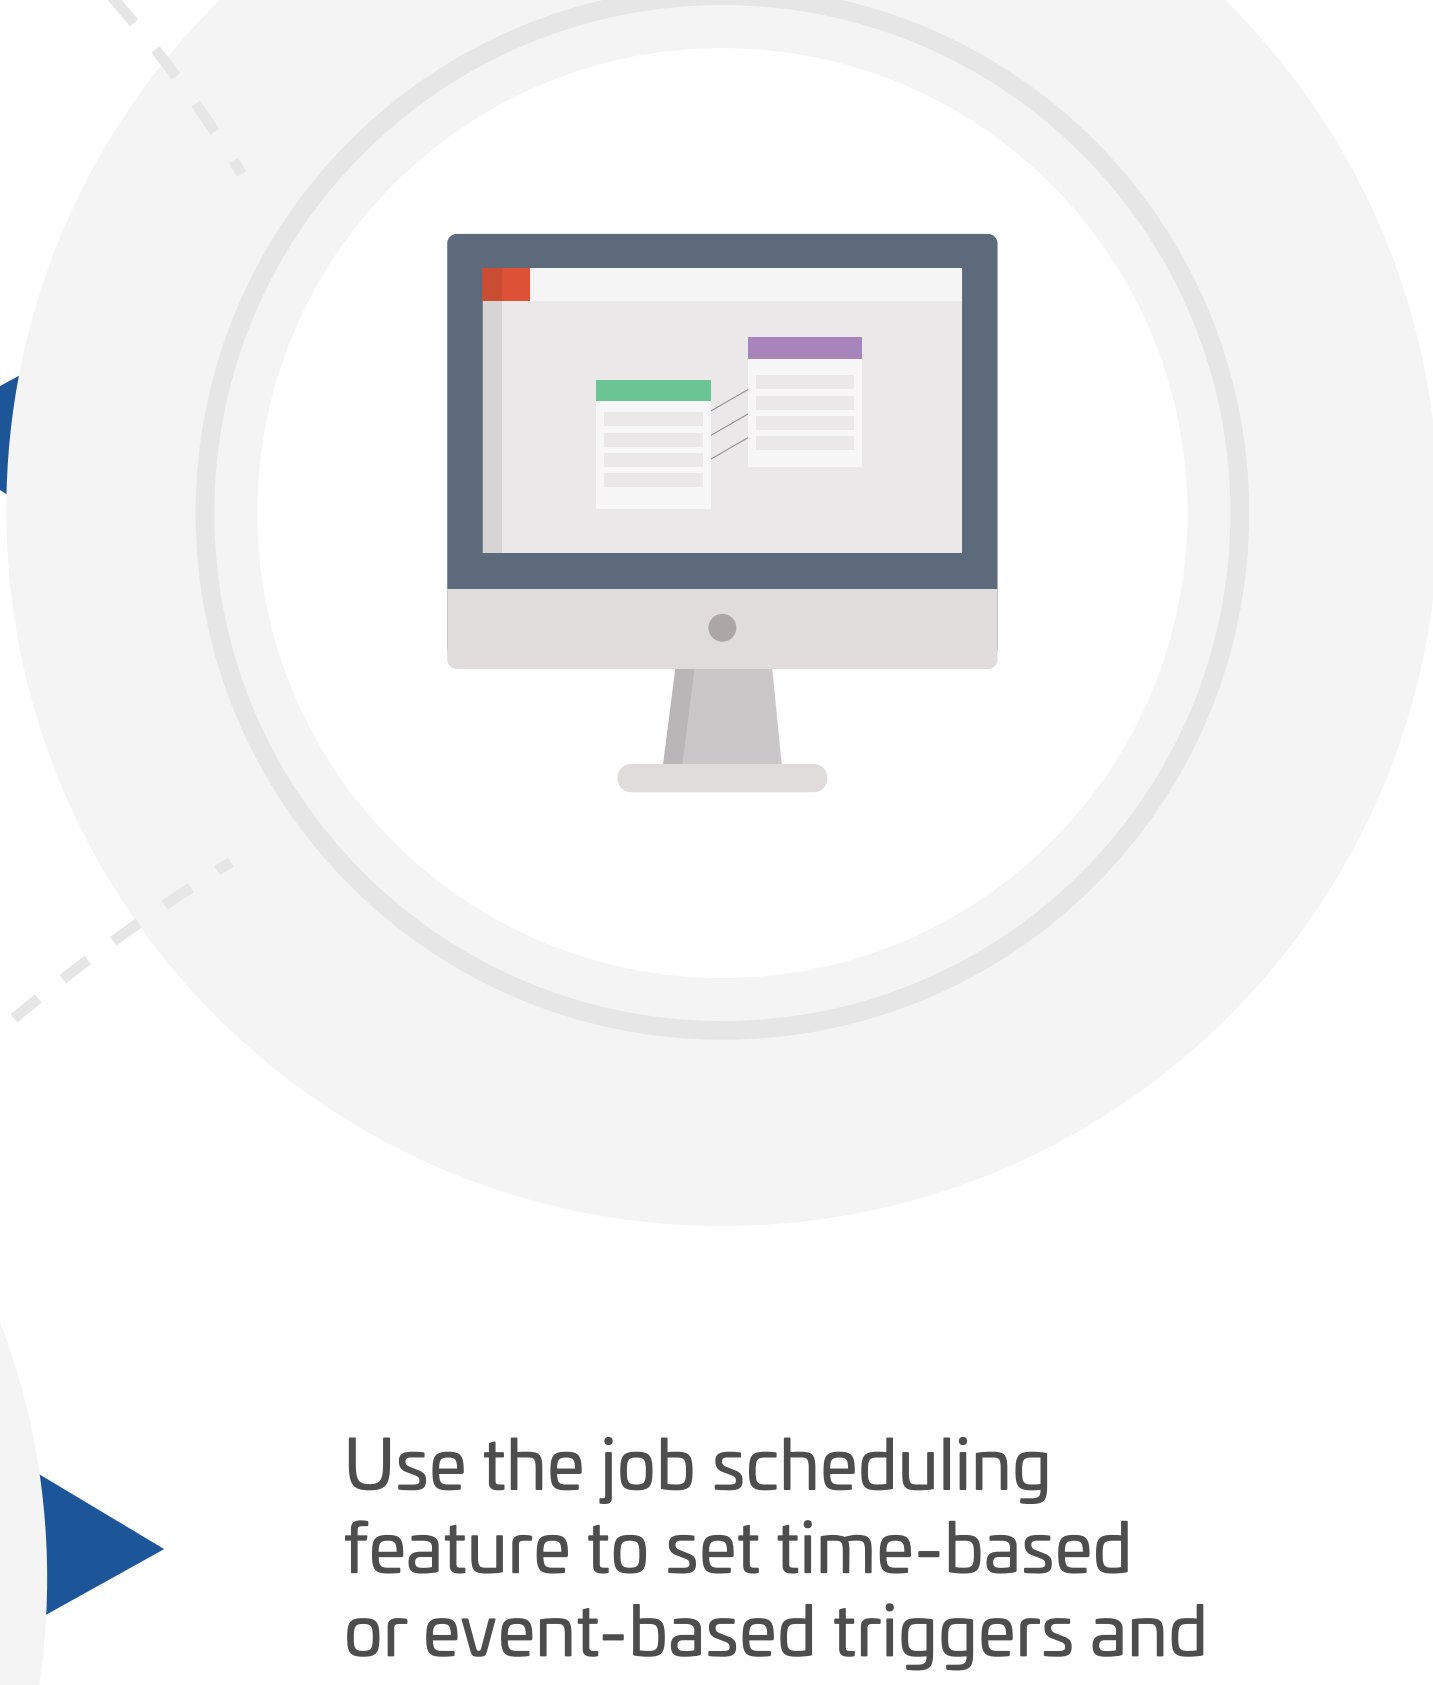 Use the job scheduling
feature to set time-based
or event-based triggers and